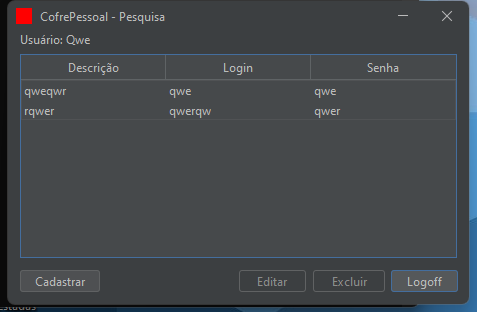 CofrePessoal - Pesquisa
Usuário: Qwe
Descrição Login Senha
qweqwr qwe qwe
rqwer qwerqw qwer
Cadastrar Editar Excluir Logoff